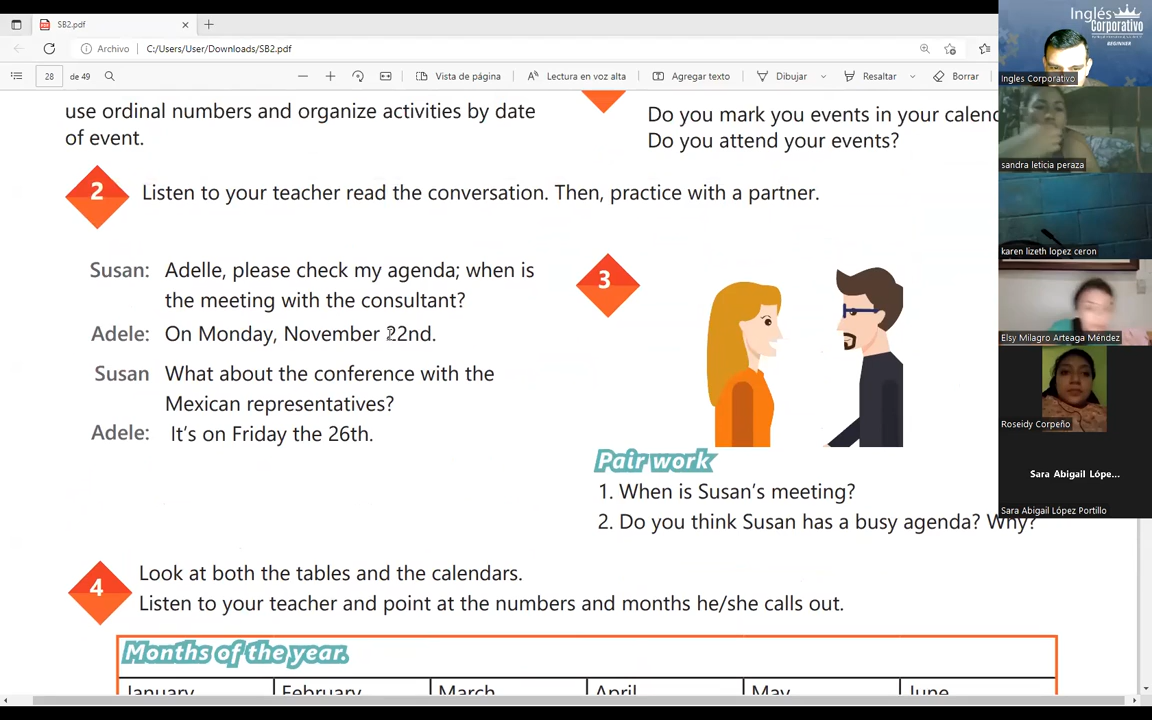 SB2.pdf
Archivo
C:/Users/User/Downloads/SB2.pdf
28
de 49
Vista de página
Lectura en voz alta
Agregar texto
Dibujar
Resaltar
Borrar
use ordinal numbers and organize activities by date
of event.
Do you mark you events in your calen
Do you attend your events?
2
Listen to your teacher read the conversation. Then, practice with a partner.
Susan: Adelle, please check my agenda; when is
the meeting with the consultant?
Adele: On Monday, November 22nd.
Susan What about the conference with the
Mexican representatives?
Adele: It's on Friday the 26th.
3
Pair work
1. When is Susan's meeting?
2. Do you think Susan has a busy agenda? Why?
4
Look at both the tables and the calendars.
Listen to your teacher and point at the numbers and months he/she calls out.
Months of the year.
January
February
March
April
May
June
Inglés
Corporativo
BEGINNER
Ingles Corporativo
sandra leticia peraza
karen lizeth lopez ceron
Elsy Milagro Arteaga Méndez
Roseidy Corpeño
Sara Abigail Lópe...
Sara Abigail López Portillo